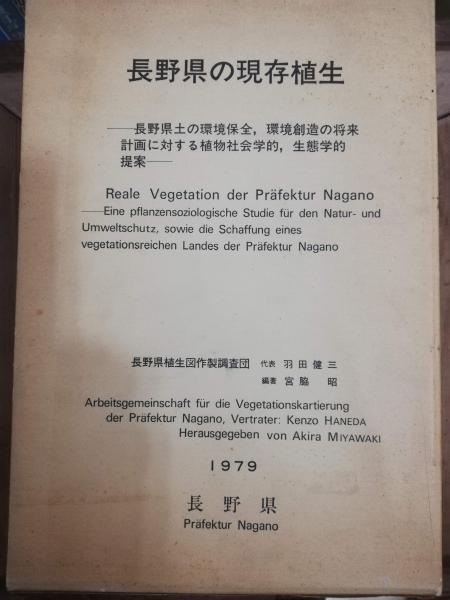 長野県の現存植生
——長野県土の環境保全，環境創造の将来
計画に対する植物社会学的，生態学的
提案——
Reale Vegetation der Präfektur Nagano
——Eine pflanzensoziologische Studie für den Natur- und
Umweltschutz, sowie die Schaffung eines
vegetationsreichen Landes der Präfektur Nagano
長野県植生図作製調査団 代表 羽田健三
編著 宮脇 昭
Arbeitsgemeinschaft für die Vegetationskartierung
der Präfektur Nagano, Vertrater: Kenzo HANEDA
Herausgegeben von Akira MIYAWAKI
1979
長野県
Präfektur Nagano